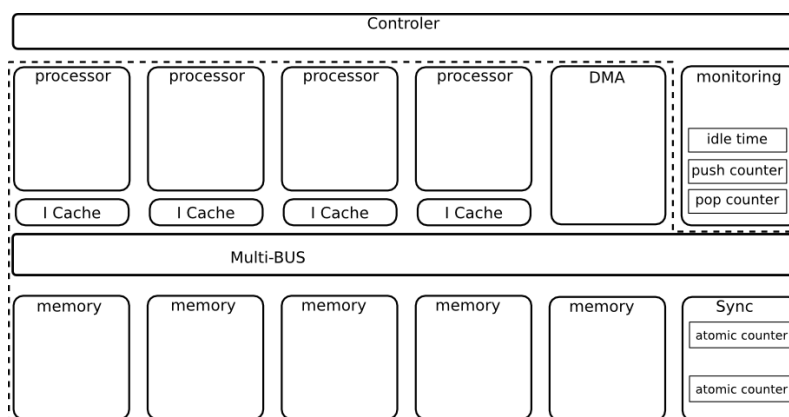 Controler
processor
processor
processor
processor
DMA
monitoring
idle time
push counter
pop counter
I Cache
I Cache
I Cache
I Cache
Multi-BUS
memory
memory
memory
memory
memory
Sync
atomic counter
atomic counter